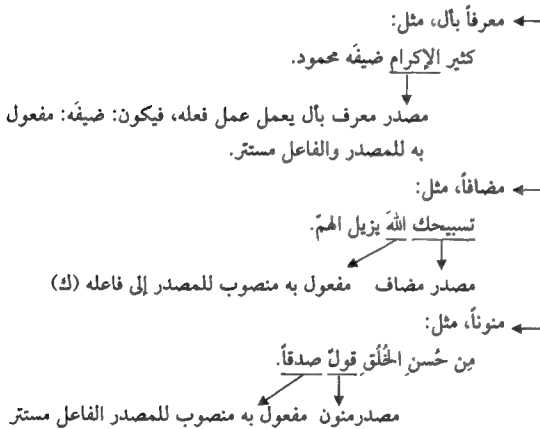 معرفاً بأل، مثل:
كثير الإكرام ضيفَه محمود.
مصدر معرف بأل يعمل عمل فعله، فيكون: ضيفَه: مفعول
به للمصدر والفاعل مستتر.
مضافاً، مثل:
تسبيحك اللهَ يزيل الهمّ.
مصدر مضاف مفعول به منصوب للمصدر إلى فاعله (ك)
منوناً، مثل:
مِن حُسنِ الخُلُقِ قولٌ صدقاً.
مصدرمنون مفعول به منصوب للمصدر الفاعل مستتر